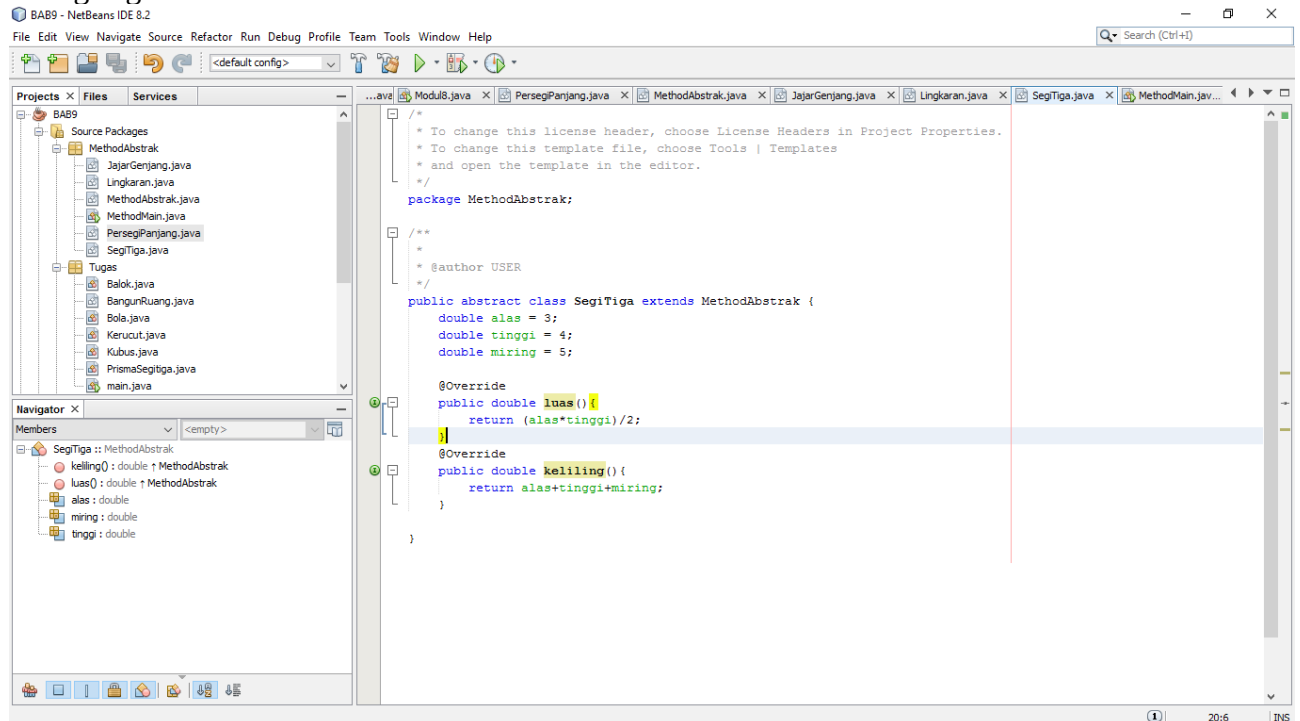 BAB9 - NetBeans IDE 8.2
File Edit View Navigate Source Refactor Run Debug Profile Team Tools Window Help
Search (Ctrl+I)
<default config>
Projects Files Services
...ava Modul8.java PersegiPanjang.java MethodAbstrak.java JajarGenjang.java Lingkaran.java SegiTiga.java MethodMain.jav...
BAB9
Source Packages
MethodAbstrak
JajarGenjang.java
Lingkaran.java
MethodAbstrak.java
MethodMain.java
PersegiPanjang.java
SegiTiga.java
Tugas
Balok.java
BangunRuang.java
Bola.java
Kerucut.java
Kubus.java
PrismaSegitiga.java
main.java
Navigator
Members <empty>
SegiTiga :: MethodAbstrak
keliling() : double ↑ MethodAbstrak
luas() : double ↑ MethodAbstrak
alas : double
miring : double
tinggi : double
/*
* To change this license header, choose License Headers in Project Properties.
* To change this template file, choose Tools | Templates
* and open the template in the editor.
*/
package MethodAbstrak;
/**
*
* @author USER
*/
public abstract class SegiTiga extends MethodAbstrak {
double alas = 3;
double tinggi = 4;
double miring = 5;
@Override
public double luas(){
return (alas*tinggi)/2;
}
@Override
public double keliling(){
return alas+tinggi+miring;
}
}
1 20:6 INS